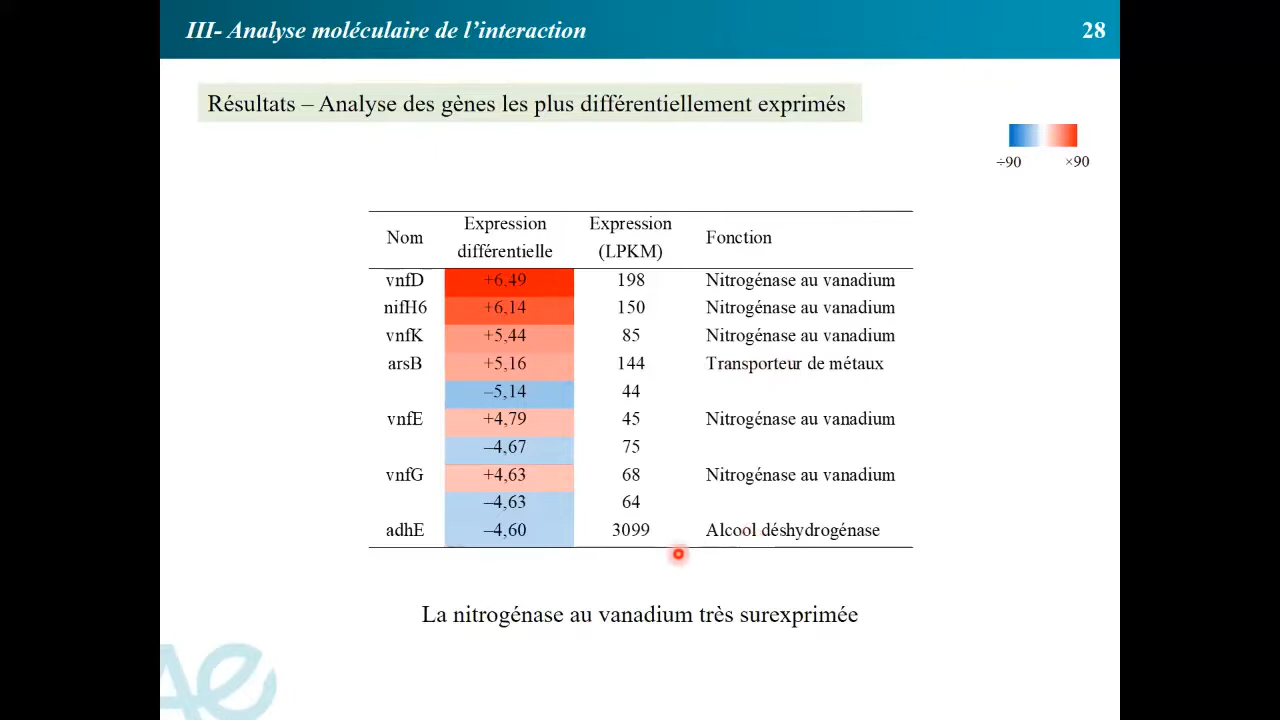 III- Analyse moléculaire de l’interaction
28
Résultats – Analyse des gènes les plus différentiellement exprimés
÷90 ×90
Nom Expression différentielle Expression (LPKM) Fonction
vnfD +6,49 198 Nitrogénase au vanadium
nifH6 +6,14 150 Nitrogénase au vanadium
vnfK +5,44 85 Nitrogénase au vanadium
arsB +5,16 144 Transporteur de métaux
–5,14 44
vnfE +4,79 45 Nitrogénase au vanadium
–4,67 75
vnfG +4,63 68 Nitrogénase au vanadium
–4,63 64
adhE –4,60 3099 Alcool déshydrogénase
La nitrogénase au vanadium très surexprimée